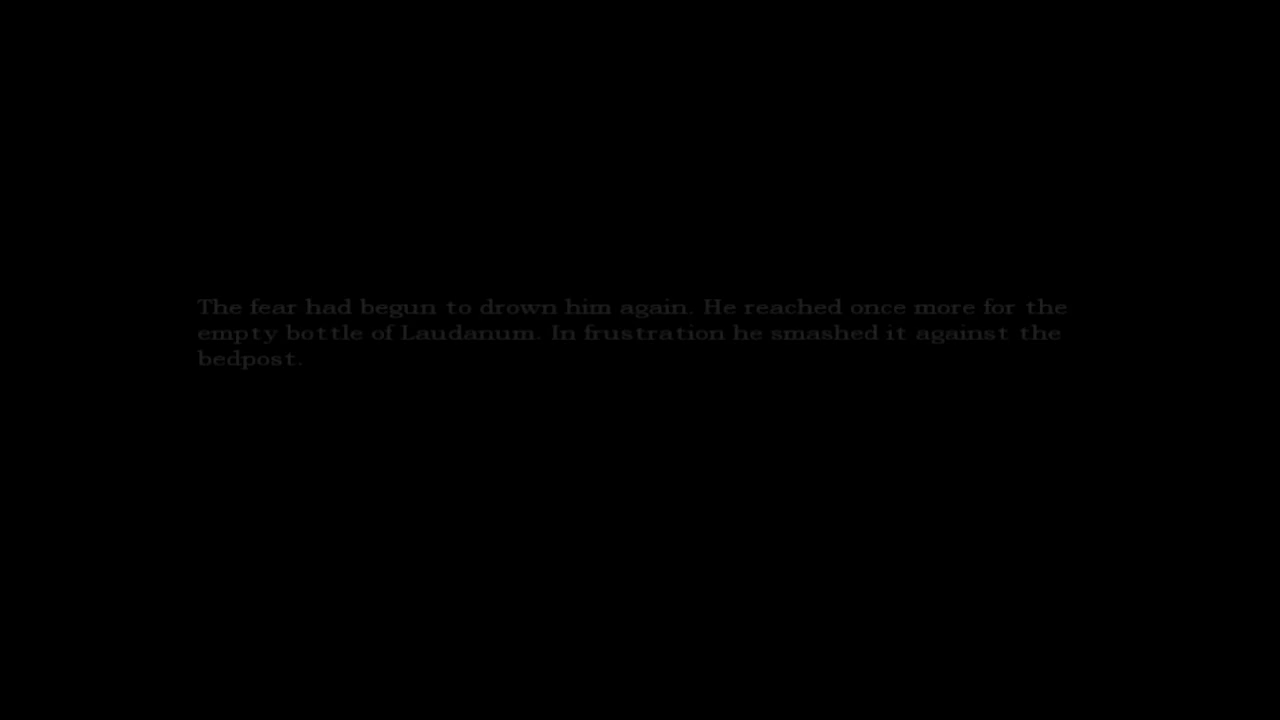 The fear had begun to drown him again. He reached once more for the
empty bottle of Laudanum. In frustration he smashed it against the
bedpost.